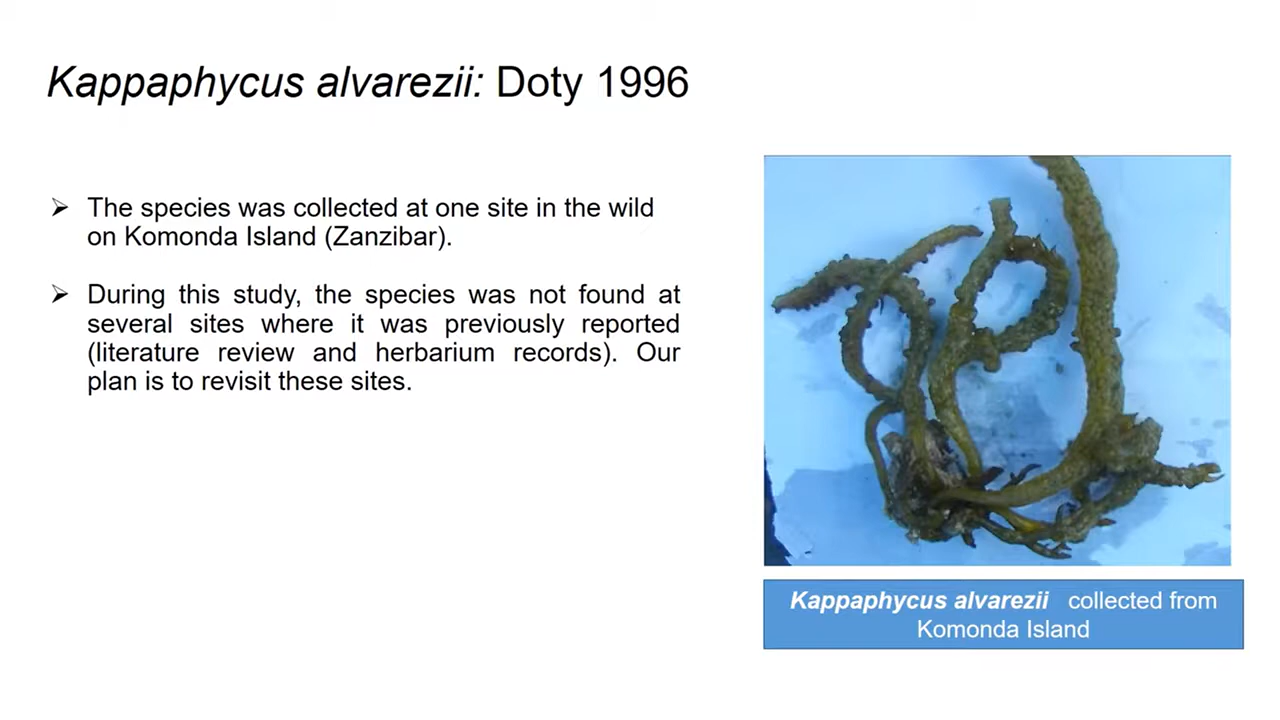 Kappaphycus alvarezii: Doty 1996
➢ The species was collected at one site in the wild
on Komonda Island (Zanzibar).
➢ During this study, the species was not found at
several sites where it was previously reported
(literature review and herbarium records). Our
plan is to revisit these sites.
Kappaphycus alvarezii collected from
Komonda Island